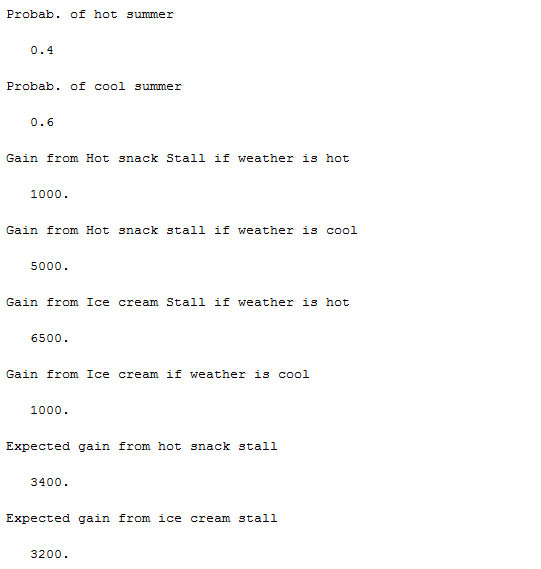 Probab. of hot summer
0.4
Probab. of cool summer
0.6
Gain from Hot snack Stall if weather is hot
1000.
Gain from Hot snack stall if weather is cool
5000.
Gain from Ice cream Stall if weather is hot
6500.
Gain from Ice cream if weather is cool
1000.
Expected gain from hot snack stall
3400.
Expected gain from ice cream stall
3200.